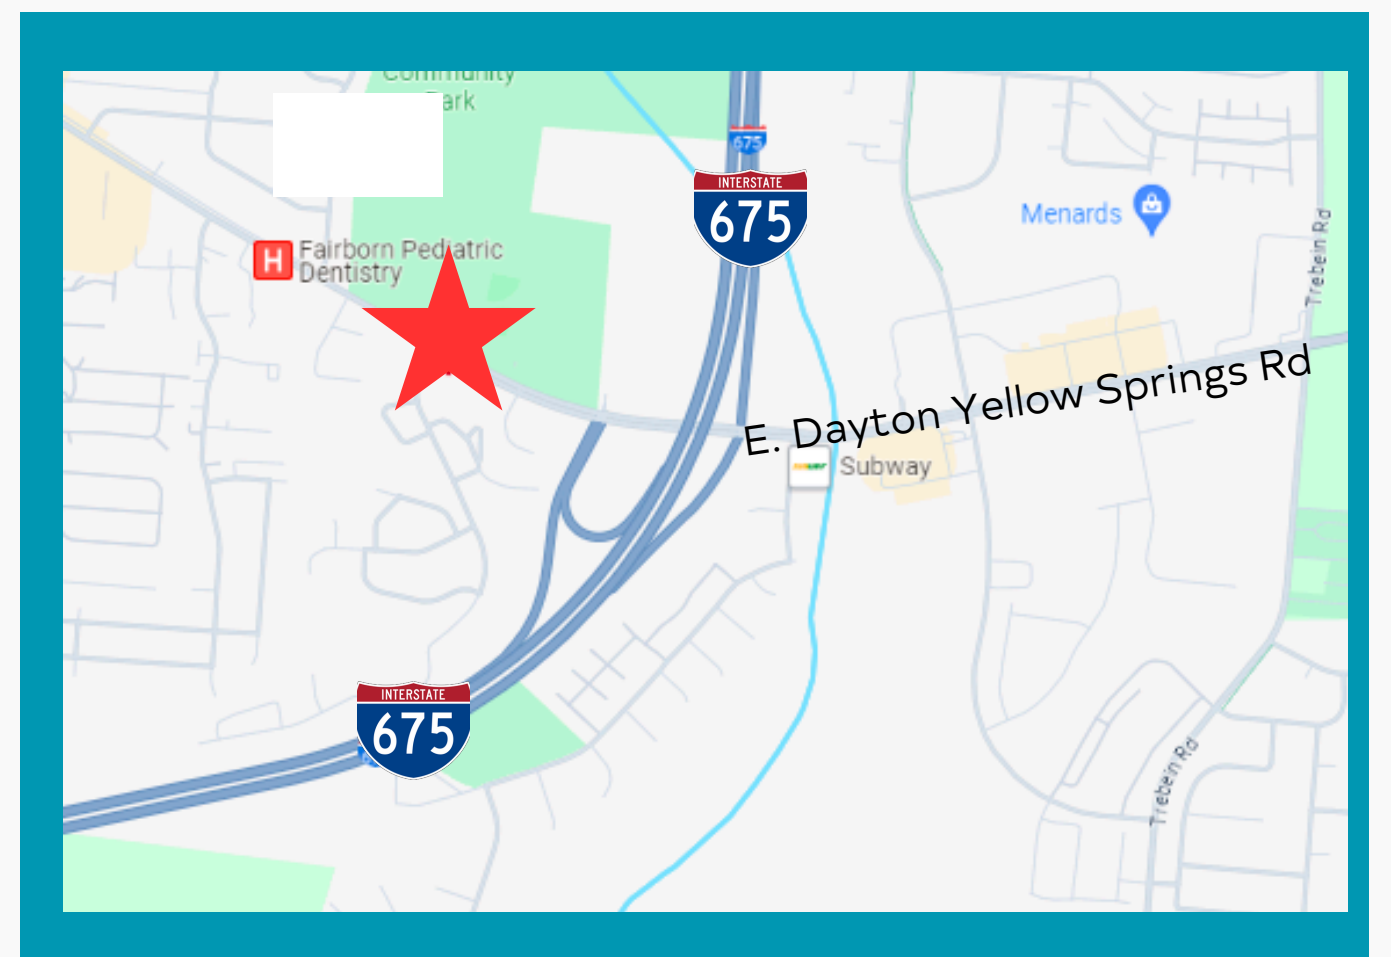 Community
Park
675
INTERSTATE
675
Menards
Trebein Rd
H
Fairborn Pediatric
Dentistry
E. Dayton Yellow Springs Rd
SUBWAY
Subway
INTERSTATE
675
Trebein Rd